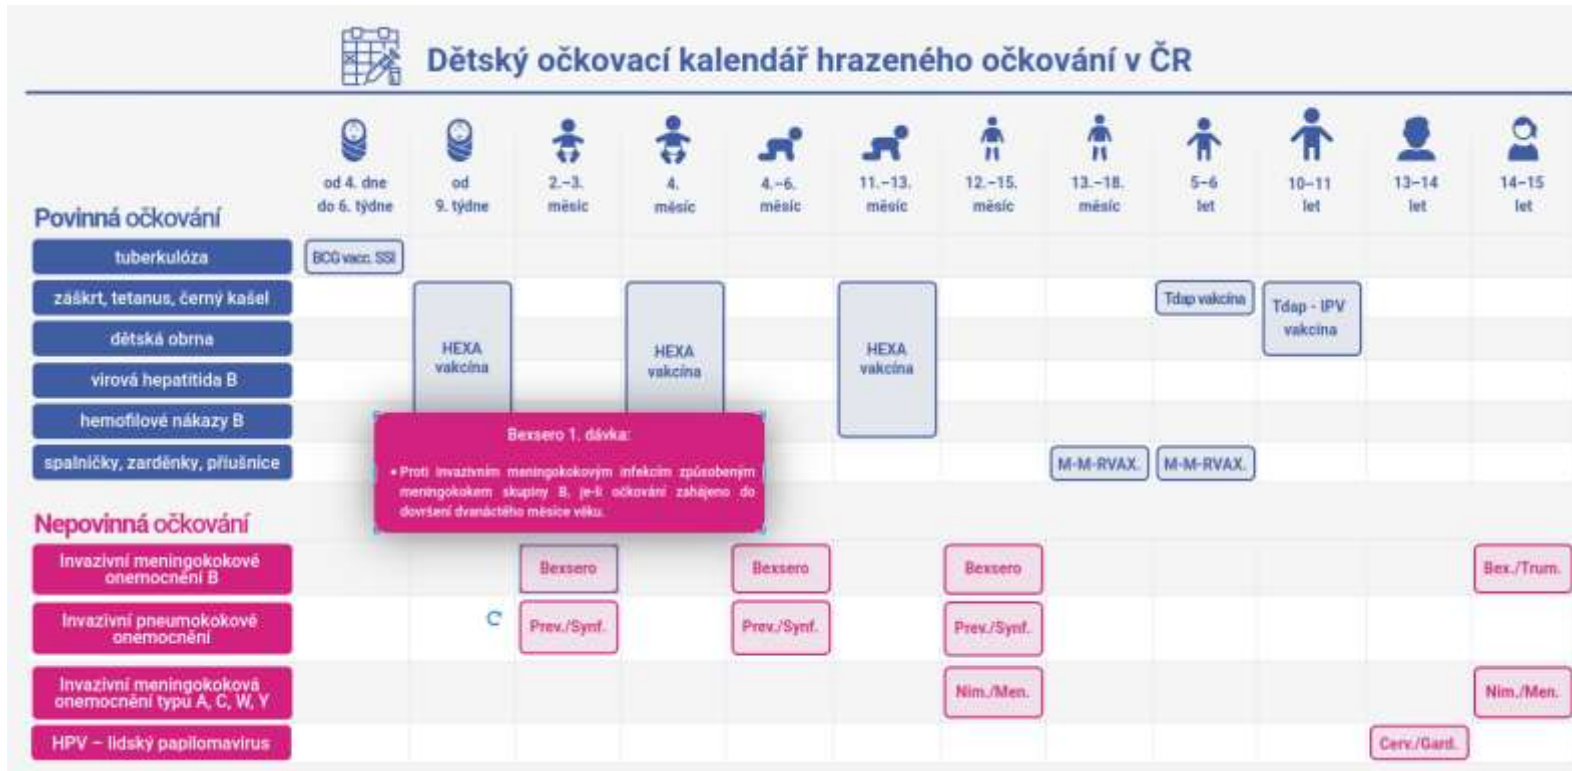 Dětský očkovací kalendář hrazeného očkování v ČR
od 4. dne
do 6. týdne
od
9. týdne
2.–3.
měsíc
4.
měsíc
4.–6.
měsíc
11.–13.
měsíc
12.–15.
měsíc
13.–18.
měsíc
5–6
let
10–11
let
13–14
let
14–15
let
Povinná očkování
tuberkulóza
BCG vacc. SSI
záškrt, tetanus, černý kašel
Tdap vakcína
Tdap - IPV
vakcína
dětská obrna
HEXA
vakcína
HEXA
vakcína
HEXA
vakcína
virová hepatitida B
hemofilové nákazy B
spalničky, zarděnky, příušnice
M-M-RVAX.
M-M-RVAX.
Bexsero 1. dávka:
• Proti invazivním meningokokovým infekcím způsobeným
meningokokem skupiny B, je-li očkování zahájeno do
dovršení dvanáctého měsíce věku.
Nepovinná očkování
Invazivní meningokokové
onemocnění B
Bexsero
Bexsero
Bexsero
Bex./Trum.
Invazivní pneumokokové
onemocnění
Prev./Synf.
Prev./Synf.
Prev./Synf.
Invazivní meningokoková
onemocnění typu A, C, W, Y
Nim./Men.
Nim./Men.
HPV – lidský papilomavirus
Cerv./Gard.